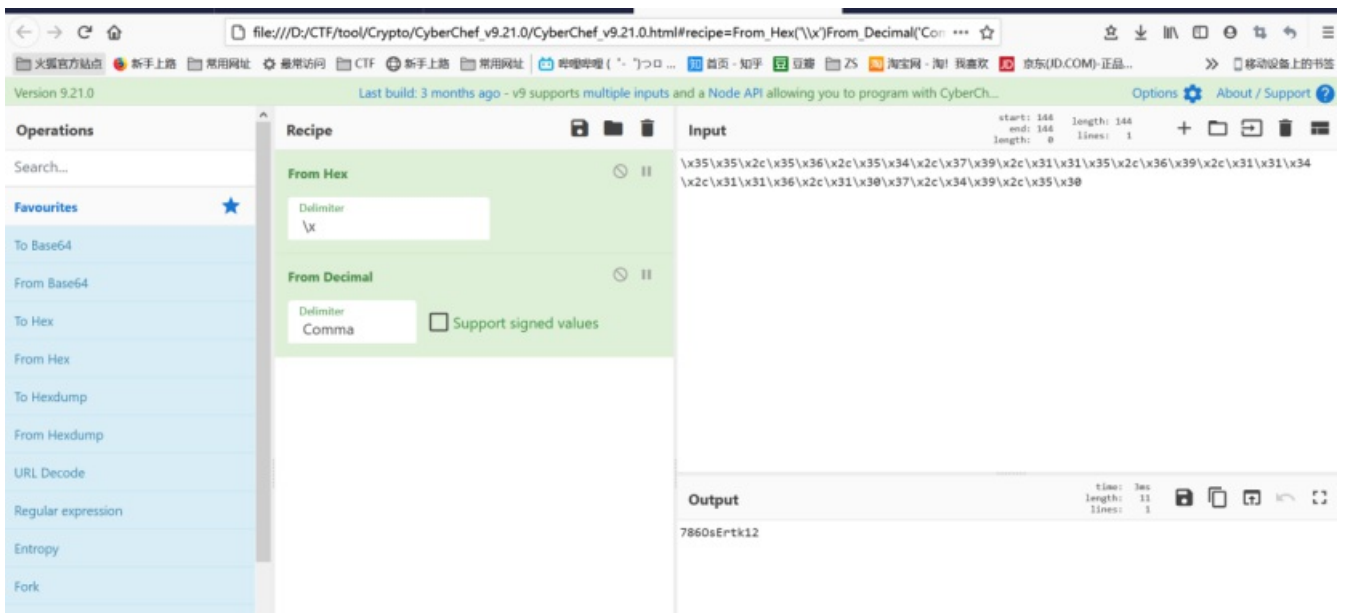 file:///D:/CTF/tool/Crypto/CyberChef_v9.21.0/CyberChef_v9.21.0.html#recipe=From_Hex('\\x')From_Decimal('Con ···
火狐官方站点 新手上路 常用网址 最常访问 CTF 新手上路 常用网址 首页 - 知乎 豆瓣 ZS 淘宝网 - 淘! 我喜欢 京东(JD.COM)-正品... 移动设备上的书签
Version 9.21.0 Last build: 3 months ago - v9 supports multiple inputs and a Node API allowing you to program with CyberCh... Options About / Support
Operations
Search...
Favourites
To Base64
From Base64
To Hex
From Hex
To Hexdump
From Hexdump
URL Decode
Regular expression
Entropy
Fork
Recipe
From Hex
Delimiter
\x
From Decimal
Delimiter
Comma
Support signed values
Input
start: 144
end: 144
length: 0
length: 144
lines: 1
\x35\x35\x2c\x35\x36\x2c\x35\x34\x2c\x37\x39\x2c\x31\x31\x35\x2c\x36\x39\x2c\x31\x31\x34
\x2c\x31\x31\x36\x2c\x31\x30\x37\x2c\x34\x39\x2c\x35\x30
Output
time: 3ms
length: 11
lines: 1
786OsErtk12